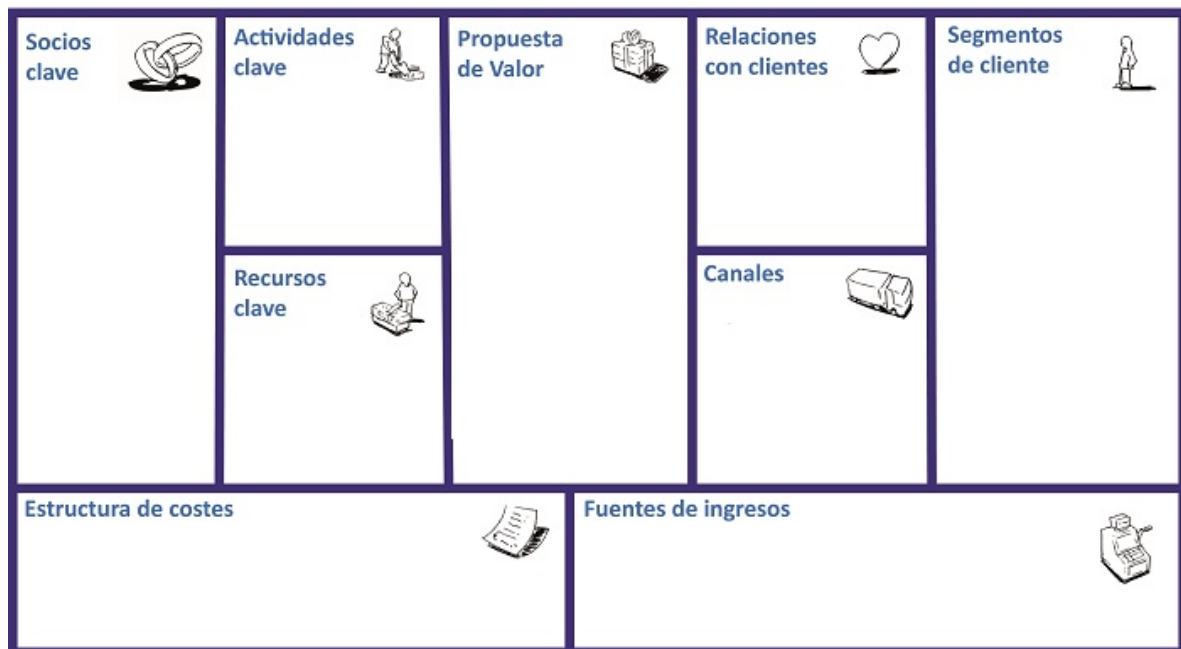 Socios
clave
Actividades
clave
Propuesta
de Valor
Relaciones
con clientes
Segmentos
de cliente
Recursos
clave
Canales
Estructura de costes
Fuentes de ingresos